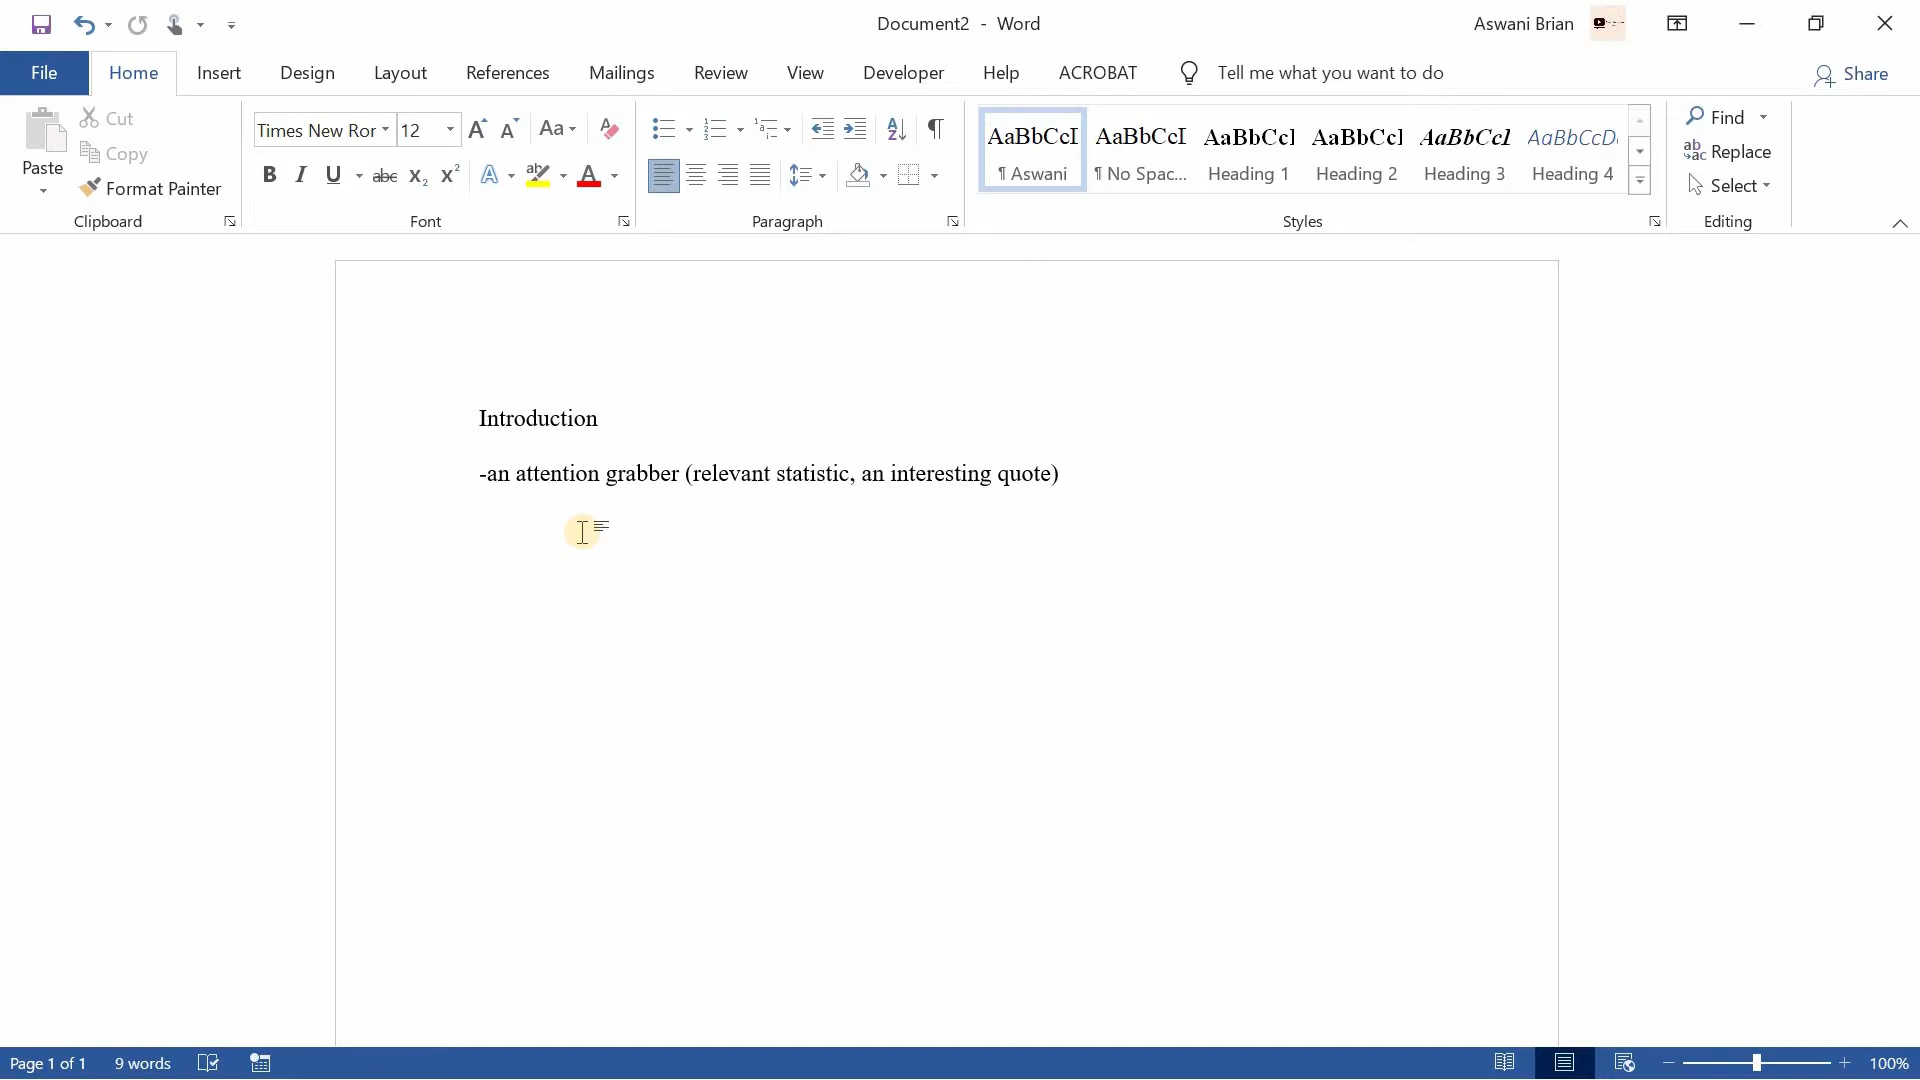 Document2 - Word
Aswani Brian
File
Home
Insert
Design
Layout
References
Mailings
Review
View
Developer
Help
ACROBAT
Tell me what you want to do
Share
Paste
Cut
Copy
Format Painter
Clipboard
Times New Ror
12
Font
Paragraph
AaBbCcI
¶ Aswani
AaBbCcI
¶ No Spac...
AaBbCcI
Heading 1
AaBbCcI
Heading 2
AaBbCcI
Heading 3
AaBbCcD
Heading 4
Styles
Find
Replace
Select
Editing
Introduction
-an attention grabber (relevant statistic, an interesting quote)
Page 1 of 1
9 words
100%